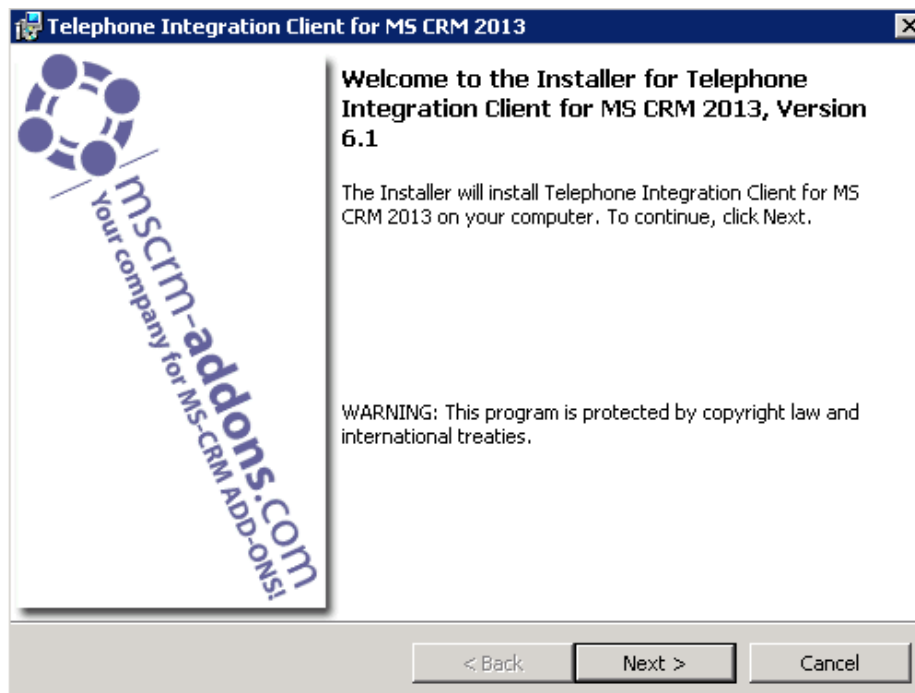 Telephone Integration Client for MS CRM 2013
Welcome to the Installer for Telephone
Integration Client for MS CRM 2013, Version
6.1
The Installer will install Telephone Integration Client for MS
CRM 2013 on your computer. To continue, click Next.
WARNING: This program is protected by copyright law and
international treaties.
mscrm-addons.com
Your company for MS-CRM ADD-ONS!
< Back
Next >
Cancel